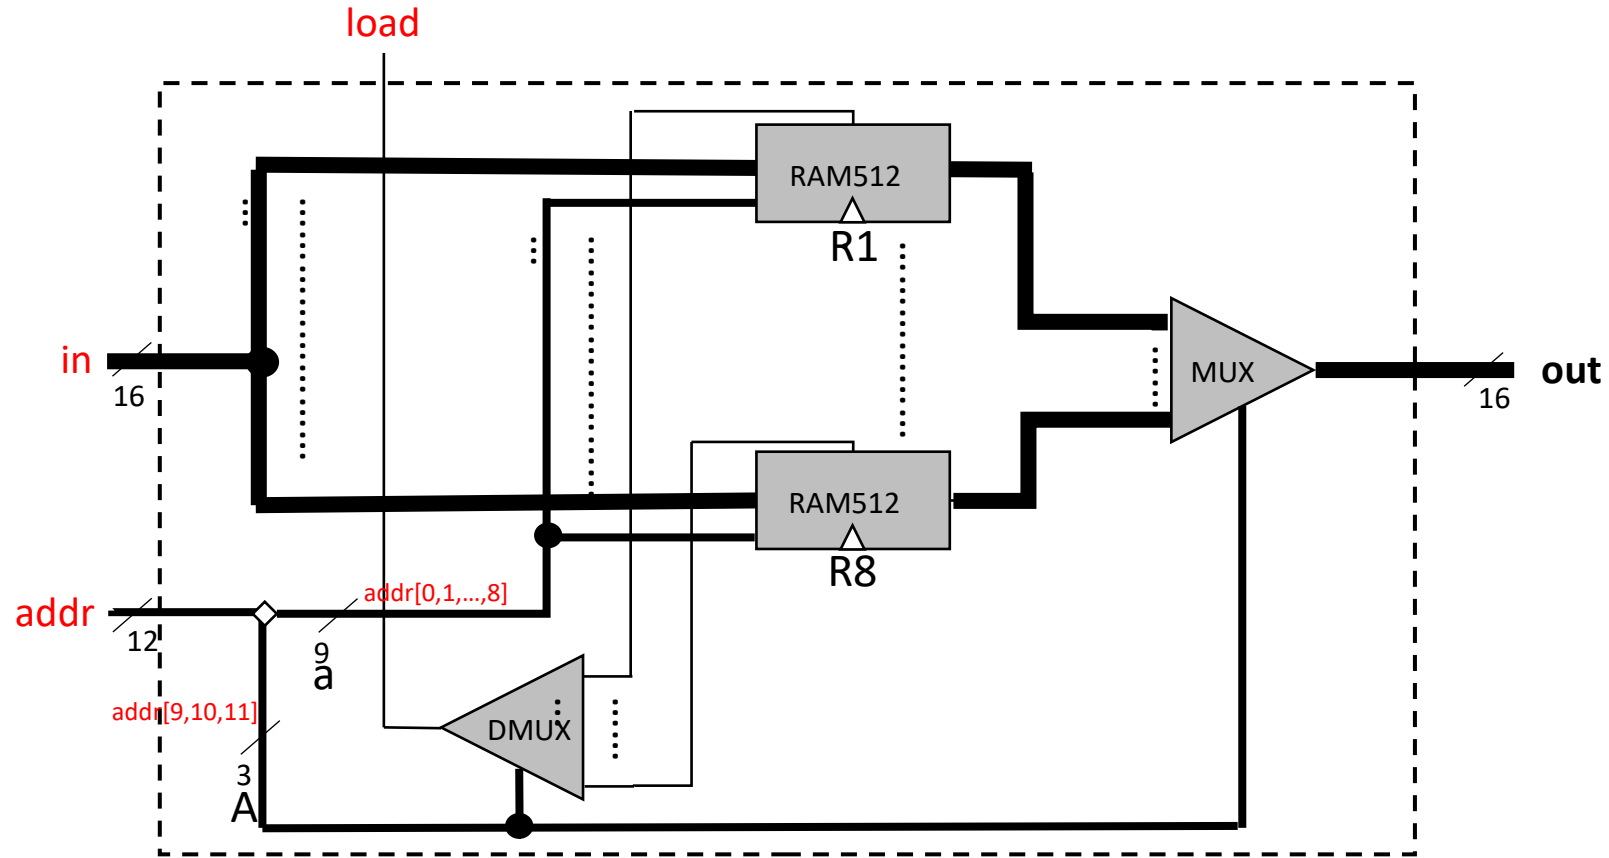 load
RAM512
R1
in
16
MUX
out
16
RAM512
R8
addr
12
addr[0,1,...,8]
9
a
addr[9,10,11]
DMUX
3
A